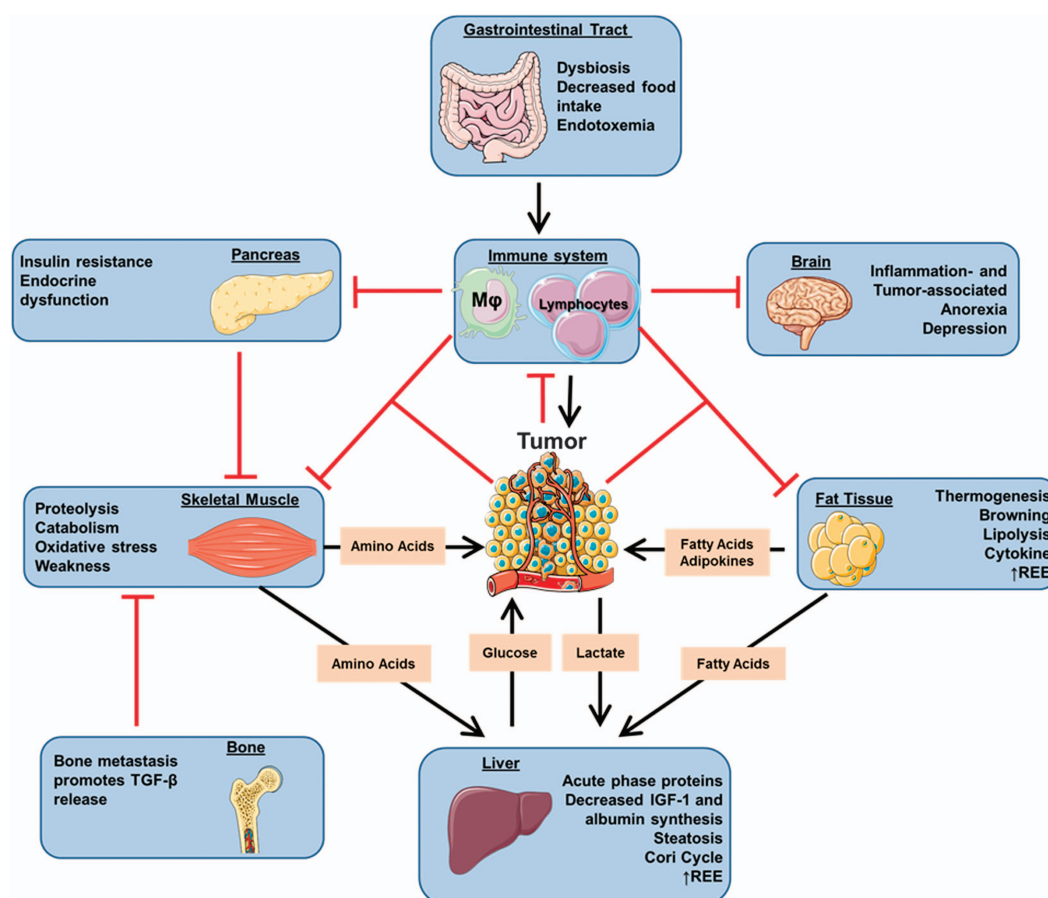 Gastrointestinal Tract
Dysbiosis
Decreased food
intake
Endotoxemia
Pancreas
Insulin resistance
Endocrine
dysfunction
Immune system
Mφ
Lymphocytes
Brain
Inflammation- and
Tumor-associated
Anorexia
Depression
Tumor
Skeletal Muscle
Proteolysis
Catabolism
Oxidative stress
Weakness
Amino Acids
Fatty Acids
Adipokines
Fat Tissue
Thermogenesis
Browning
Lipolysis
Cytokine
↑REE
Amino Acids
Glucose
Lactate
Fatty Acids
Bone
Bone metastasis
promotes TGF-β
release
Liver
Acute phase proteins
Decreased IGF-1 and
albumin synthesis
Steatosis
Cori Cycle
↑REE